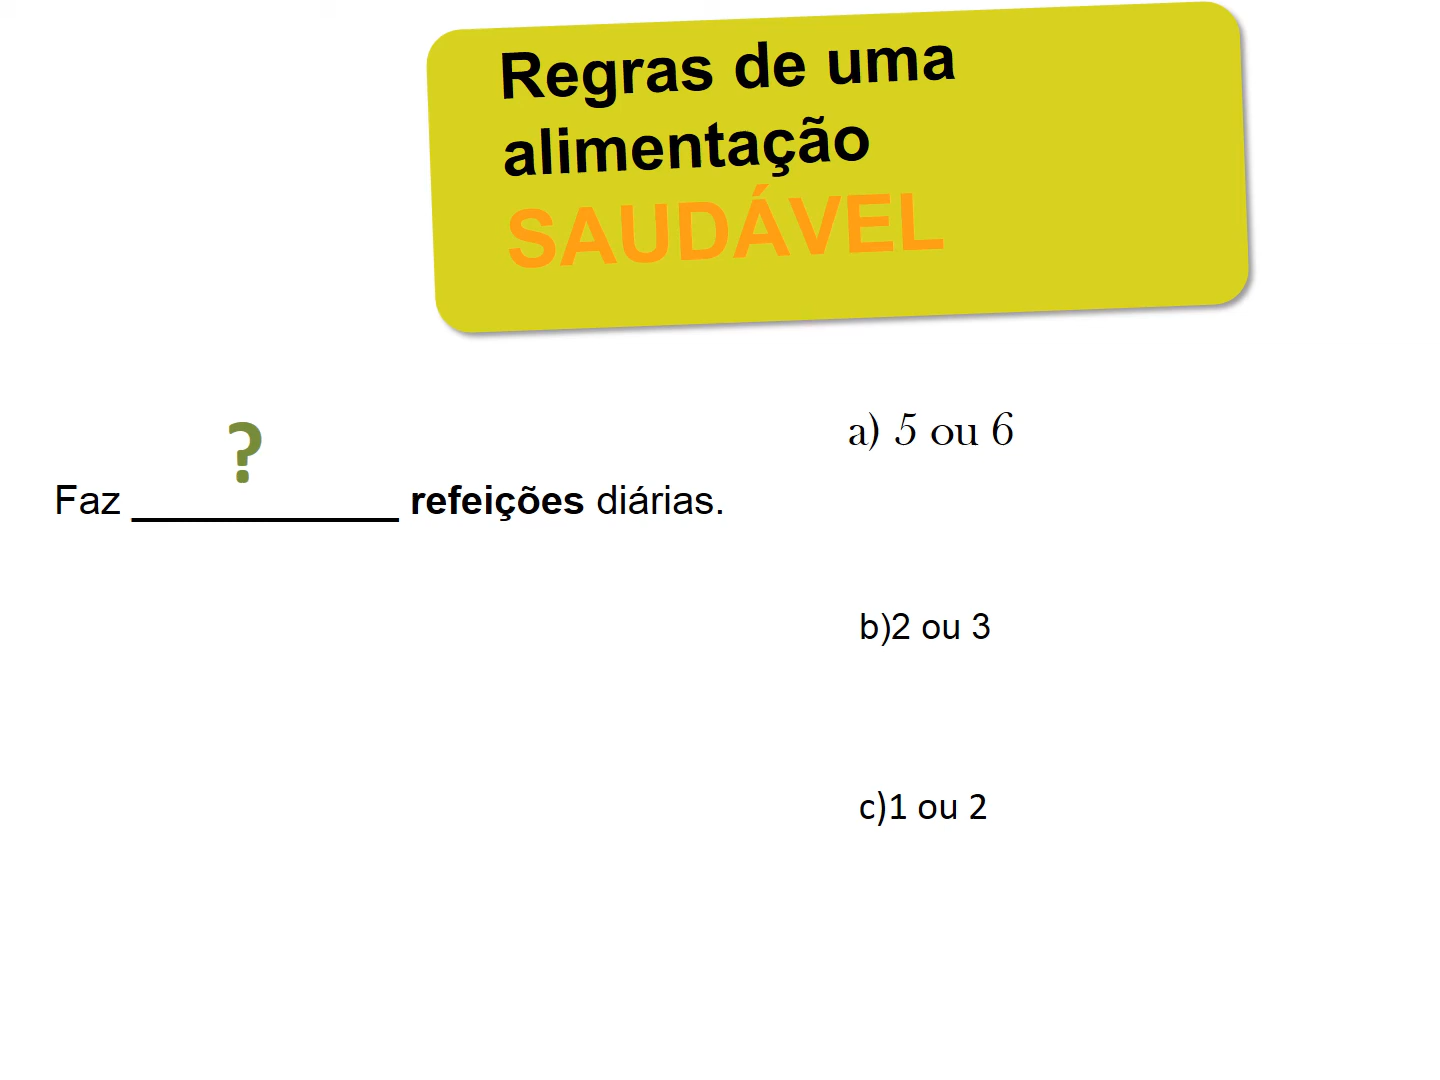 Regras de uma
alimentação
SAUDÁVEL
?
Faz ____________ refeições diárias.
a) 5 ou 6
b)2 ou 3
c)1 ou 2